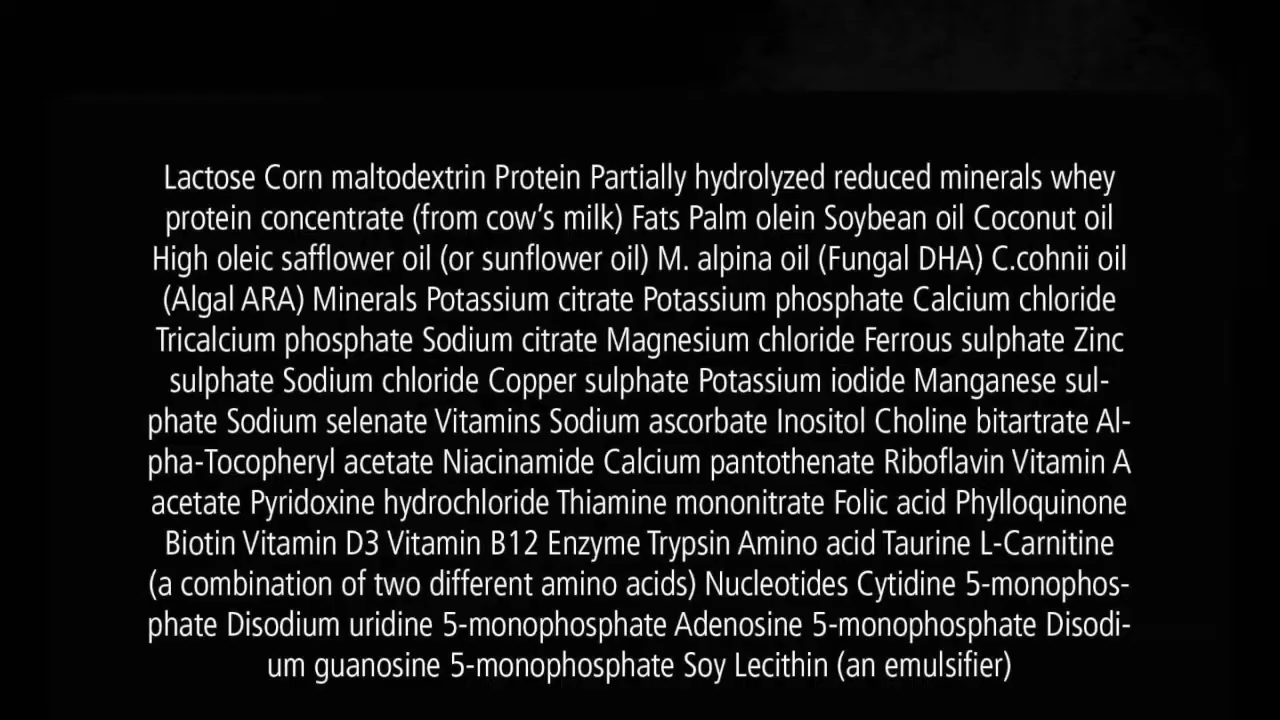 Lactose Corn maltodextrin Protein Partially hydrolyzed reduced minerals whey
protein concentrate (from cow’s milk) Fats Palm olein Soybean oil Coconut oil
High oleic safflower oil (or sunflower oil) M. alpina oil (Fungal DHA) C.cohnii oil
(Algal ARA) Minerals Potassium citrate Potassium phosphate Calcium chloride
Tricalcium phosphate Sodium citrate Magnesium chloride Ferrous sulphate Zinc
sulphate Sodium chloride Copper sulphate Potassium iodide Manganese sul-
phate Sodium selenate Vitamins Sodium ascorbate Inositol Choline bitartrate Al-
pha-Tocopheryl acetate Niacinamide Calcium pantothenate Riboflavin Vitamin A
acetate Pyridoxine hydrochloride Thiamine mononitrate Folic acid Phylloquinone
Biotin Vitamin D3 Vitamin B12 Enzyme Trypsin Amino acid Taurine L-Carnitine
(a combination of two different amino acids) Nucleotides Cytidine 5-monophos-
phate Disodium uridine 5-monophosphate Adenosine 5-monophosphate Disodi-
um guanosine 5-monophosphate Soy Lecithin (an emulsifier)